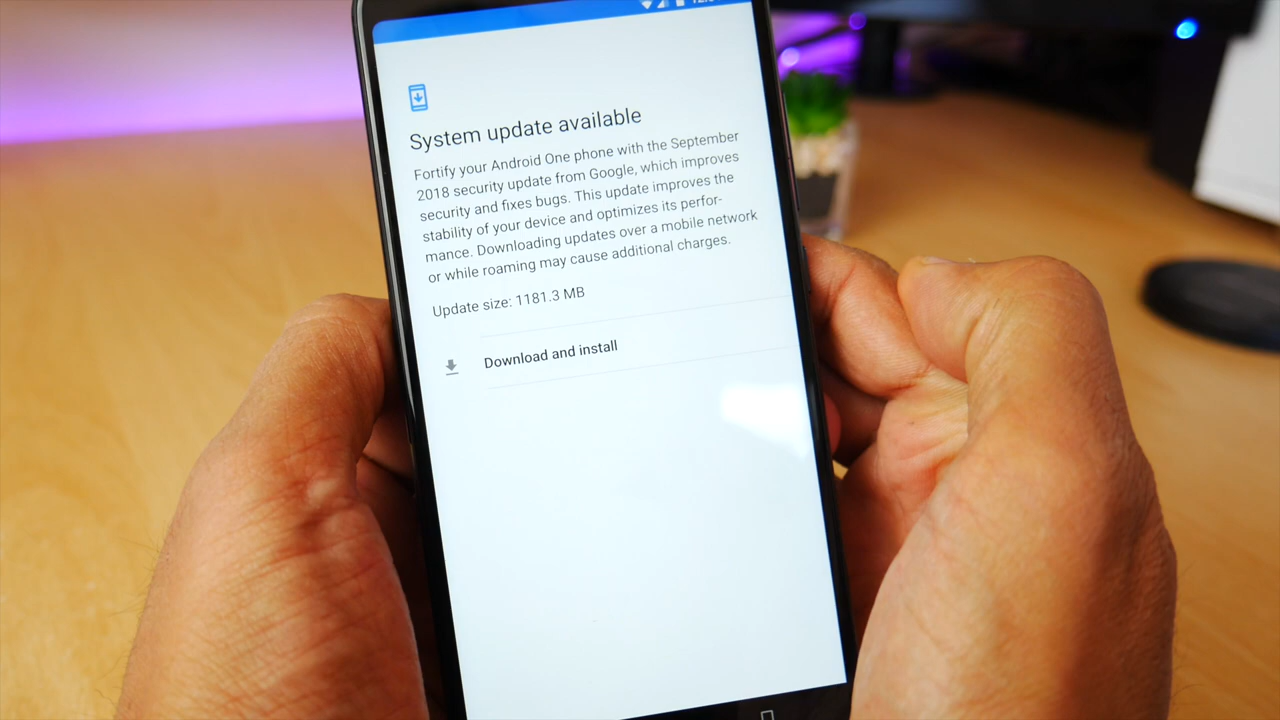 System update available
Fortify your Android One phone with the September
2018 security update from Google, which improves
security and fixes bugs. This update improves the
stability of your device and optimizes its perfor-
mance. Downloading updates over a mobile network
or while roaming may cause additional charges.
Update size: 1181.3 MB
Download and install